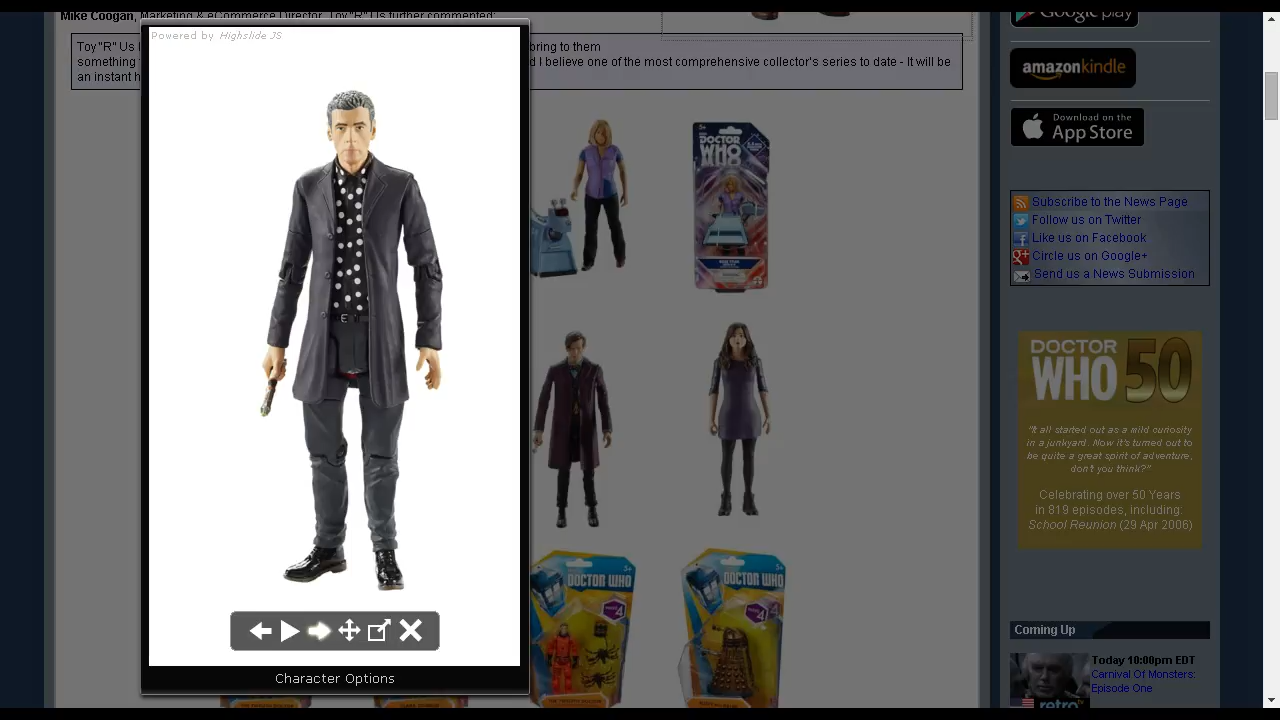 Mike Coogan, Marketing & eCommerce Director, Toy "R" Us further commented:
Powered by Highslide JS
Toy "R" Us
bring to them
something
d I believe one of the most comprehensive collector's series to date - It will be
an instant h
Google play
amazonkindle
Download on the
App Store
Subscribe to the News Page
Follow us on Twitter
Like us on Facebook
Circle us on Google+
Send us a News Submission
DOCTOR
WHO
DOCTOR
WHO 50
"It all started out as a mild curiosity
in a junkyard. Now it's turned out to
be quite a great spirit of adventure,
don't you think?"
Celebrating over 50 Years
in 819 episodes, including:
School Reunion (29 Apr 2006)
DOCTOR WHO
DOCTOR WHO
Coming Up
Today 10:00pm EDT
Carnival Of Monsters:
Episode One
retro
Character Options